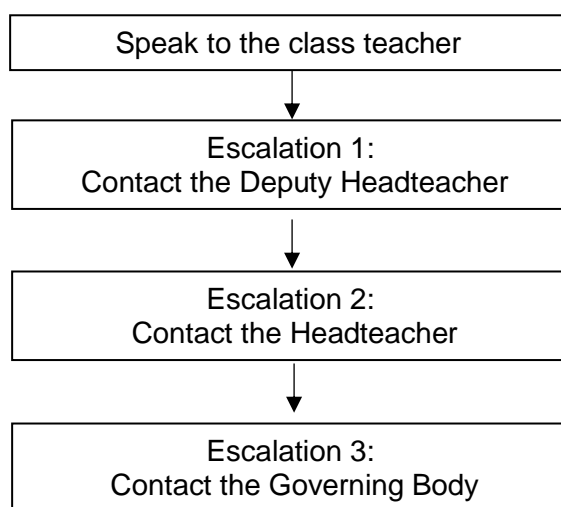 Speak to the class teacher
Escalation 1:
Contact the Deputy Headteacher
Escalation 2:
Contact the Headteacher
Escalation 3:
Contact the Governing Body